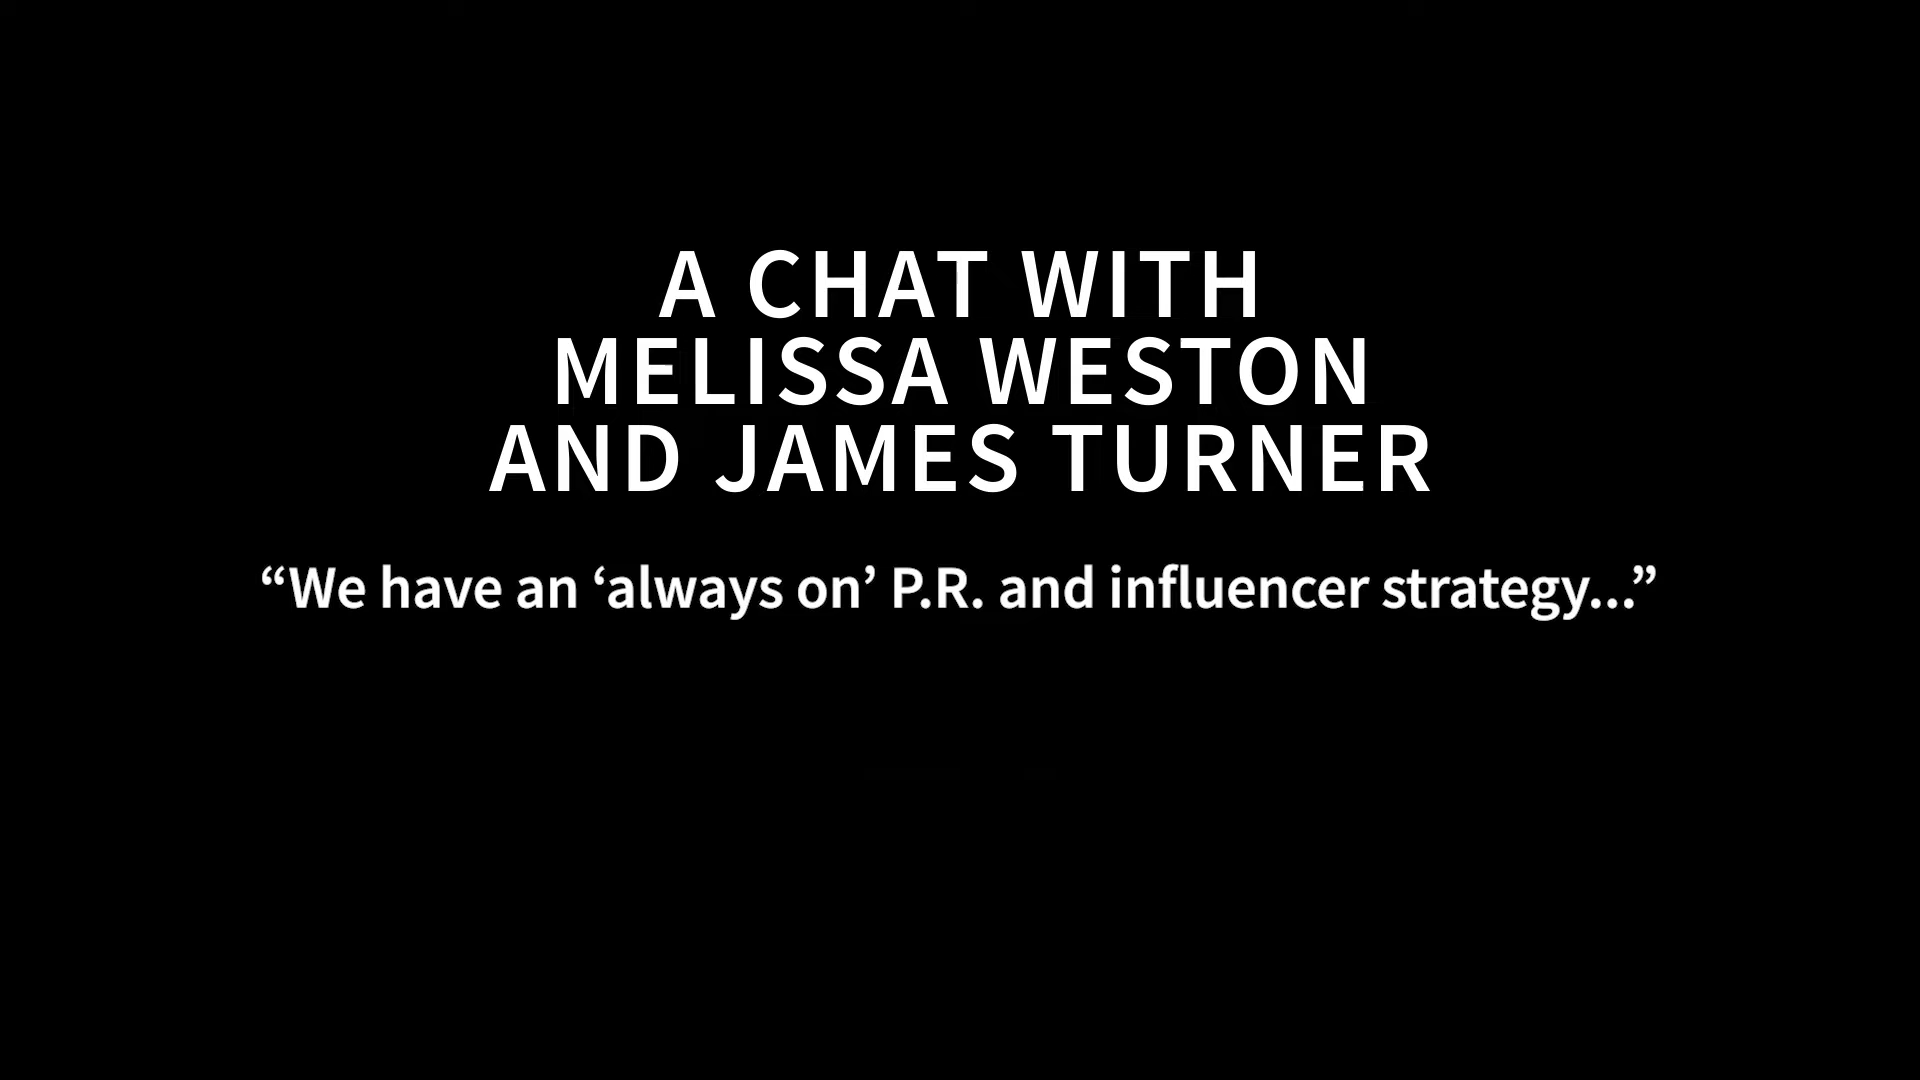 A CHAT WITH
MELISSA WESTON
AND JAMES TURNER
“We have an ‘always on’ P.R. and influencer strategy...”